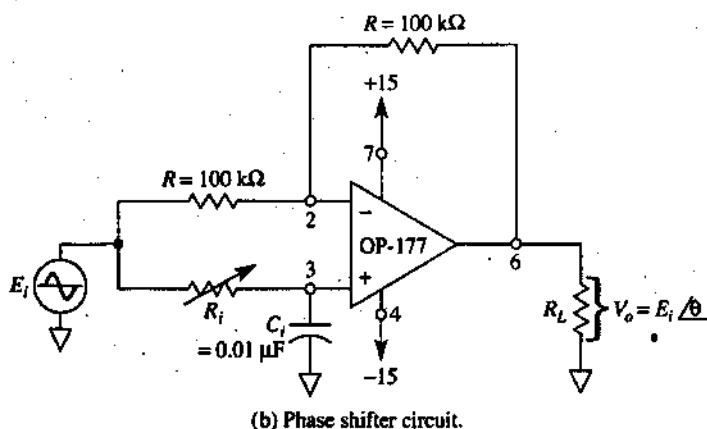 R = 100 kΩ
+15
7
R = 100 kΩ
2
−
OP-177
6
E_i
3
+
R_i
4
C_i
= 0.01 µF
−15
R_L
V_o = E_i ∠θ
(b) Phase shifter circuit.